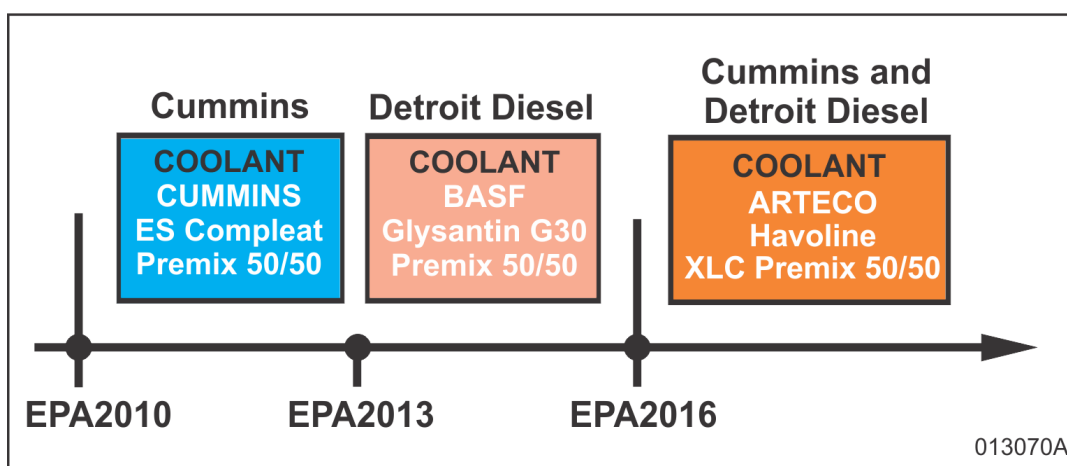 Cummins
COOLANT
CUMMINS
ES Compleat
Premix 50/50
Detroit Diesel
COOLANT
BASF
Glysantin G30
Premix 50/50
Cummins and
Detroit Diesel
COOLANT
ARTECO
Havoline
XLC Premix 50/50
EPA2010
EPA2013
EPA2016
013070A